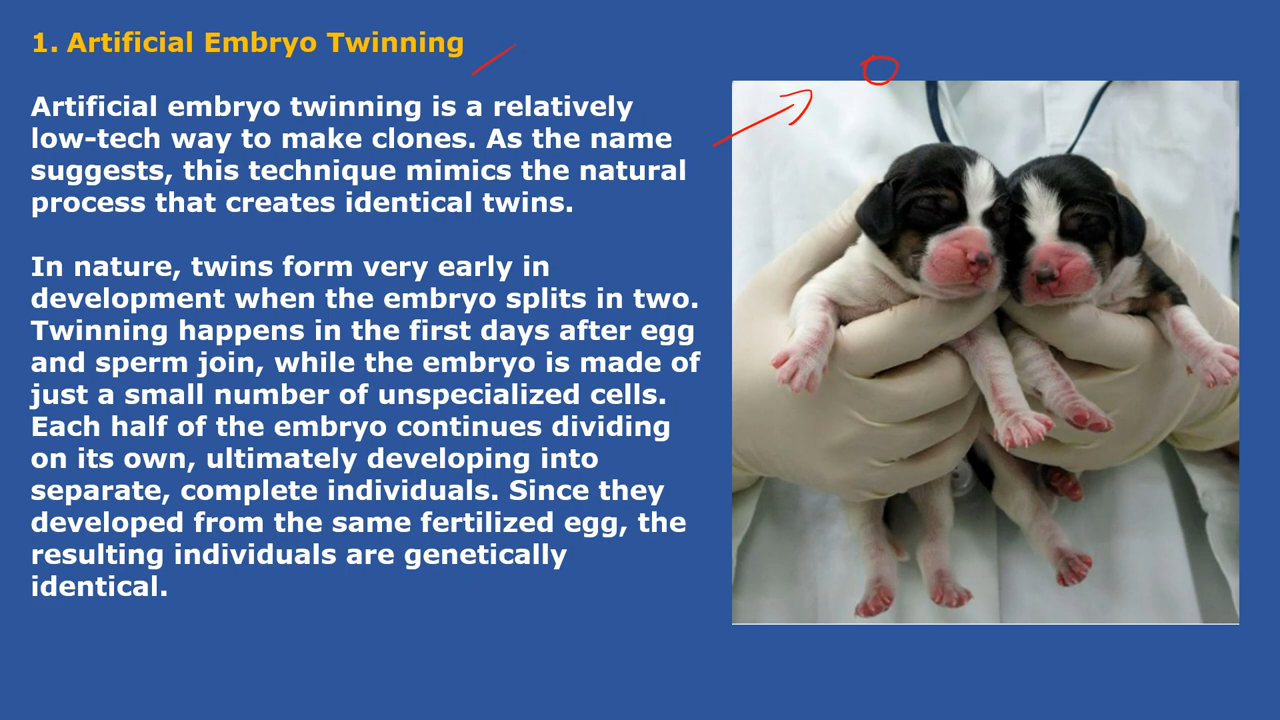 1. Artificial Embryo Twinning
Artificial embryo twinning is a relatively
low-tech way to make clones. As the name
suggests, this technique mimics the natural
process that creates identical twins.
In nature, twins form very early in
development when the embryo splits in two.
Twinning happens in the first days after egg
and sperm join, while the embryo is made of
just a small number of unspecialized cells.
Each half of the embryo continues dividing
on its own, ultimately developing into
separate, complete individuals. Since they
developed from the same fertilized egg, the
resulting individuals are genetically
identical.